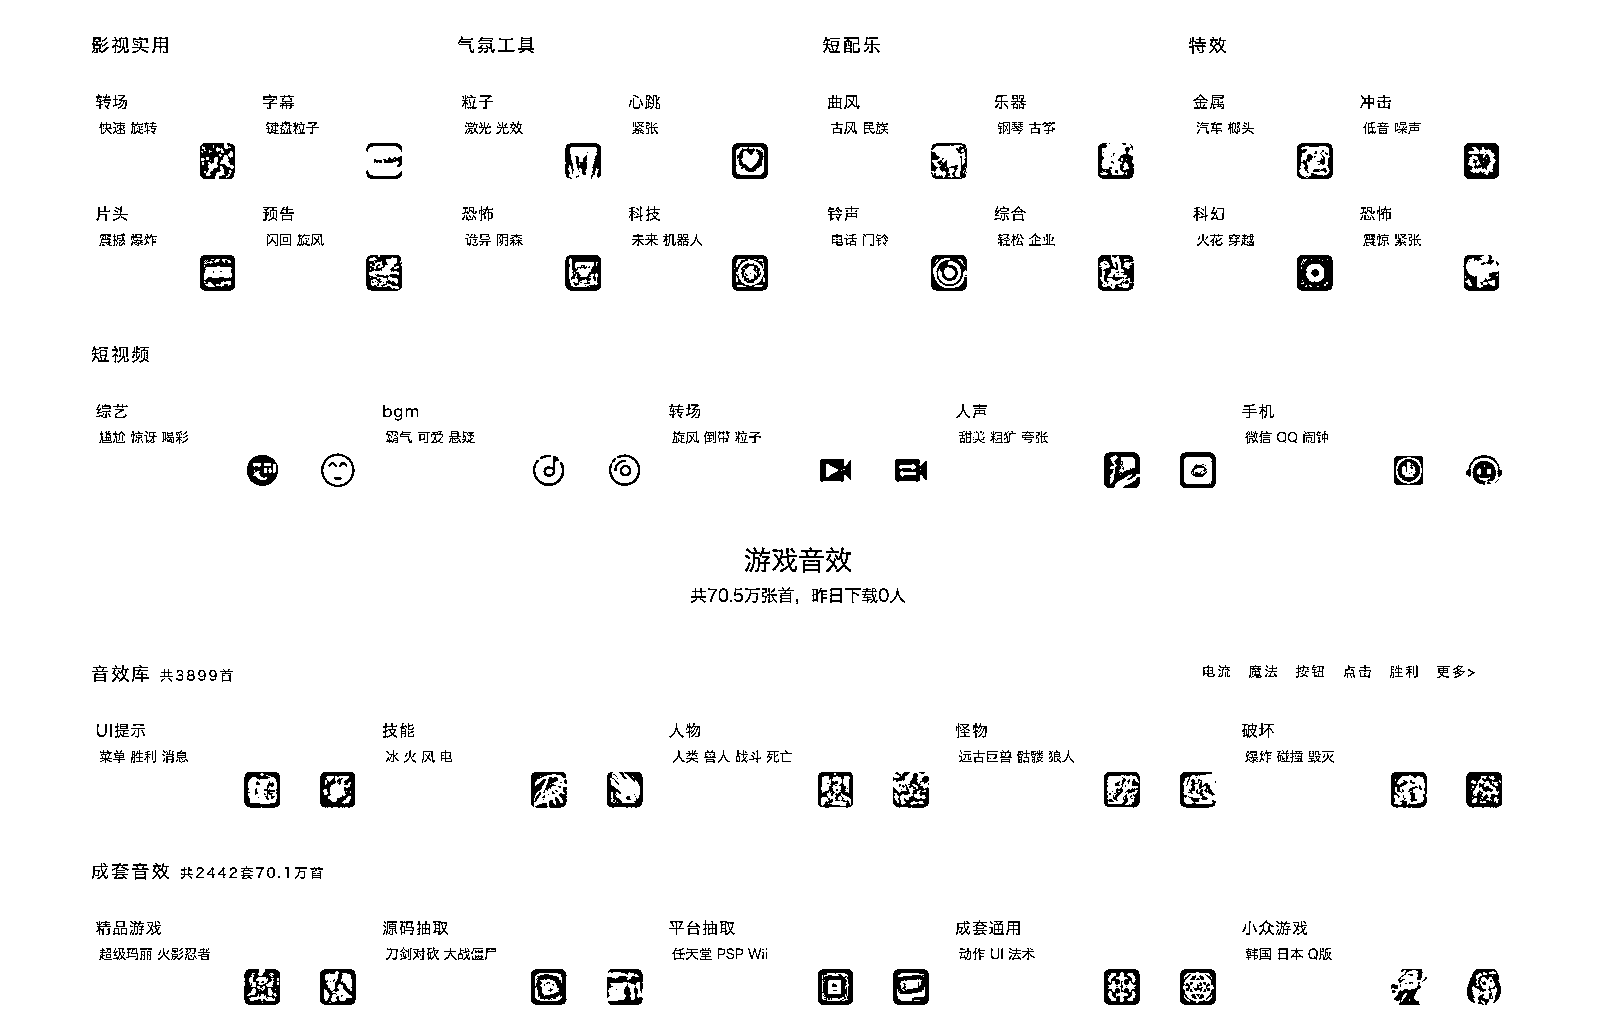 影视实用 气氛工具 短配乐 特效
转场 字幕 粒子 心跳 曲风 乐器 金属 冲击
快速 旋转 键盘粒子 激光 光效 紧张 古风 民族 钢琴 古筝 汽车 榔头 低音 噪声
片头 预告 恐怖 科技 铃声 综合 科幻 恐怖
震撼 爆炸 闪回 旋风 诡异 阴森 未来 机器人 电话 门铃 轻松 企业 火花 穿越 震惊 紧张
短视频
综艺 bgm 转场 人声 手机
尴尬 惊讶 喝彩 霸气 可爱 悬疑 旋风 倒带 粒子 甜美 粗犷 夸张 微信 QQ 闹钟
游戏音效
共70.5万张首，昨日下载0人
音效库 共3899首 电流 魔法 按钮 点击 胜利 更多>
UI提示 技能 人物 怪物 破坏
菜单 胜利 消息 冰 火 风 电 人类 兽人 战斗 死亡 远古巨兽 骷髅 狼人 爆炸 碰撞 毁灭
成套音效 共2442套70.1万首
精品游戏 源码抽取 平台抽取 成套通用 小众游戏
超级玛丽 火影忍者 刀剑对砍 大战僵尸 任天堂 PSP Wii 动作 UI 法术 韩国 日本 Q版